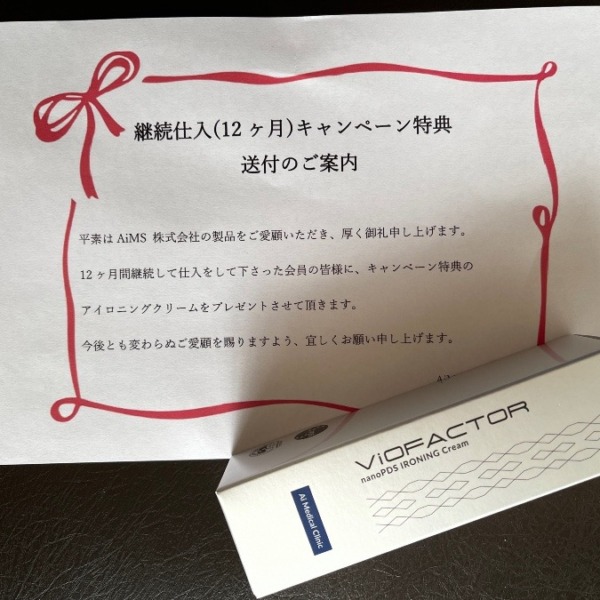 継続仕入(12ヶ月)キャンペーン特典
送付のご案内
平素はAiMS 株式会社の製品をご愛顧いただき、厚く御礼申し上げます。
12ヶ月間継続して仕入をして下さった会員の皆様に、キャンペーン特典の
アイロニングクリームをプレゼントさせて頂きます。
今後とも変わらぬご愛顧を賜りますよう、宜しくお願い申し上げます。
ViOFACTOR
nanoPDS IRONING Cream
Ai Medical Clinic